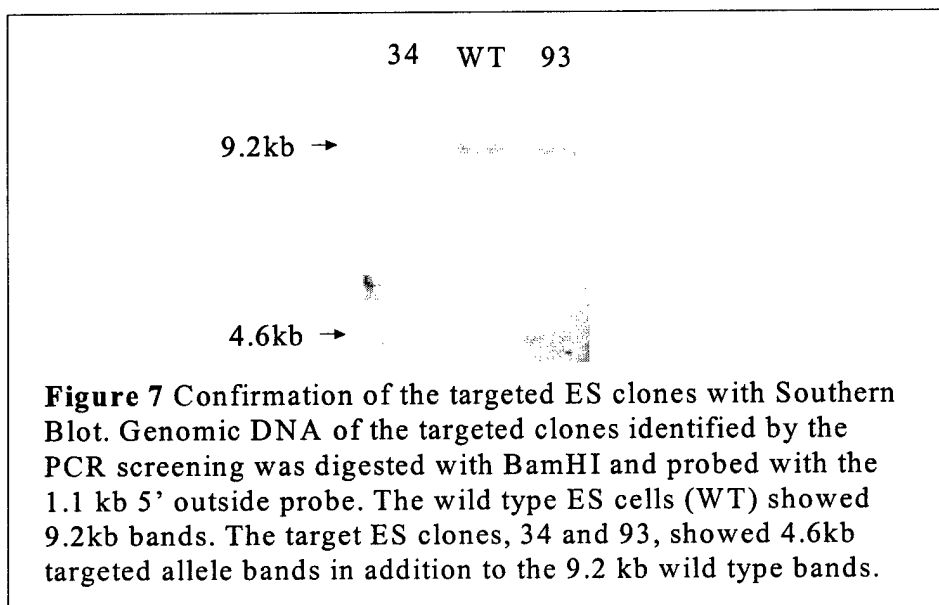 34 WT 93
9.2kb →
4.6kb →
Figure 7 Confirmation of the targeted ES clones with Southern
Blot. Genomic DNA of the targeted clones identified by the
PCR screening was digested with BamHI and probed with the
1.1 kb 5' outside probe. The wild type ES cells (WT) showed
9.2kb bands. The target ES clones, 34 and 93, showed 4.6kb
targeted allele bands in addition to the 9.2 kb wild type bands.